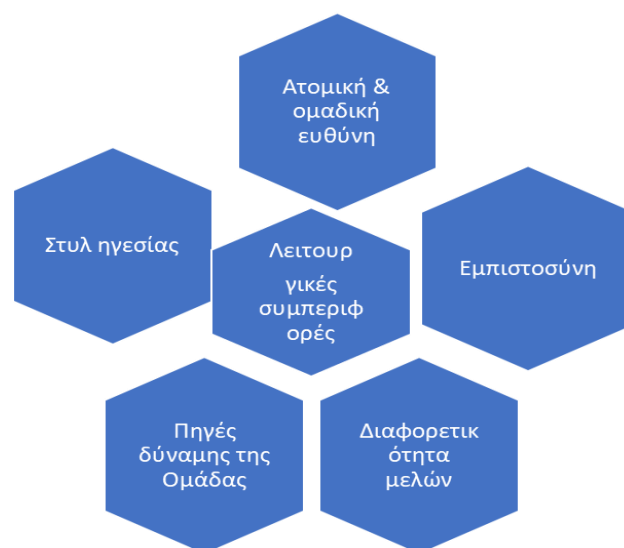 Ατομική &
ομαδική
ευθύνη
Στυλ ηγεσίας
Λειτουρ
γικές
συμπεριφ
ορές
Εμπιστοσύνη
Πηγές
δύναμης της
Ομάδας
Διαφορετικ
ότητα
μελών